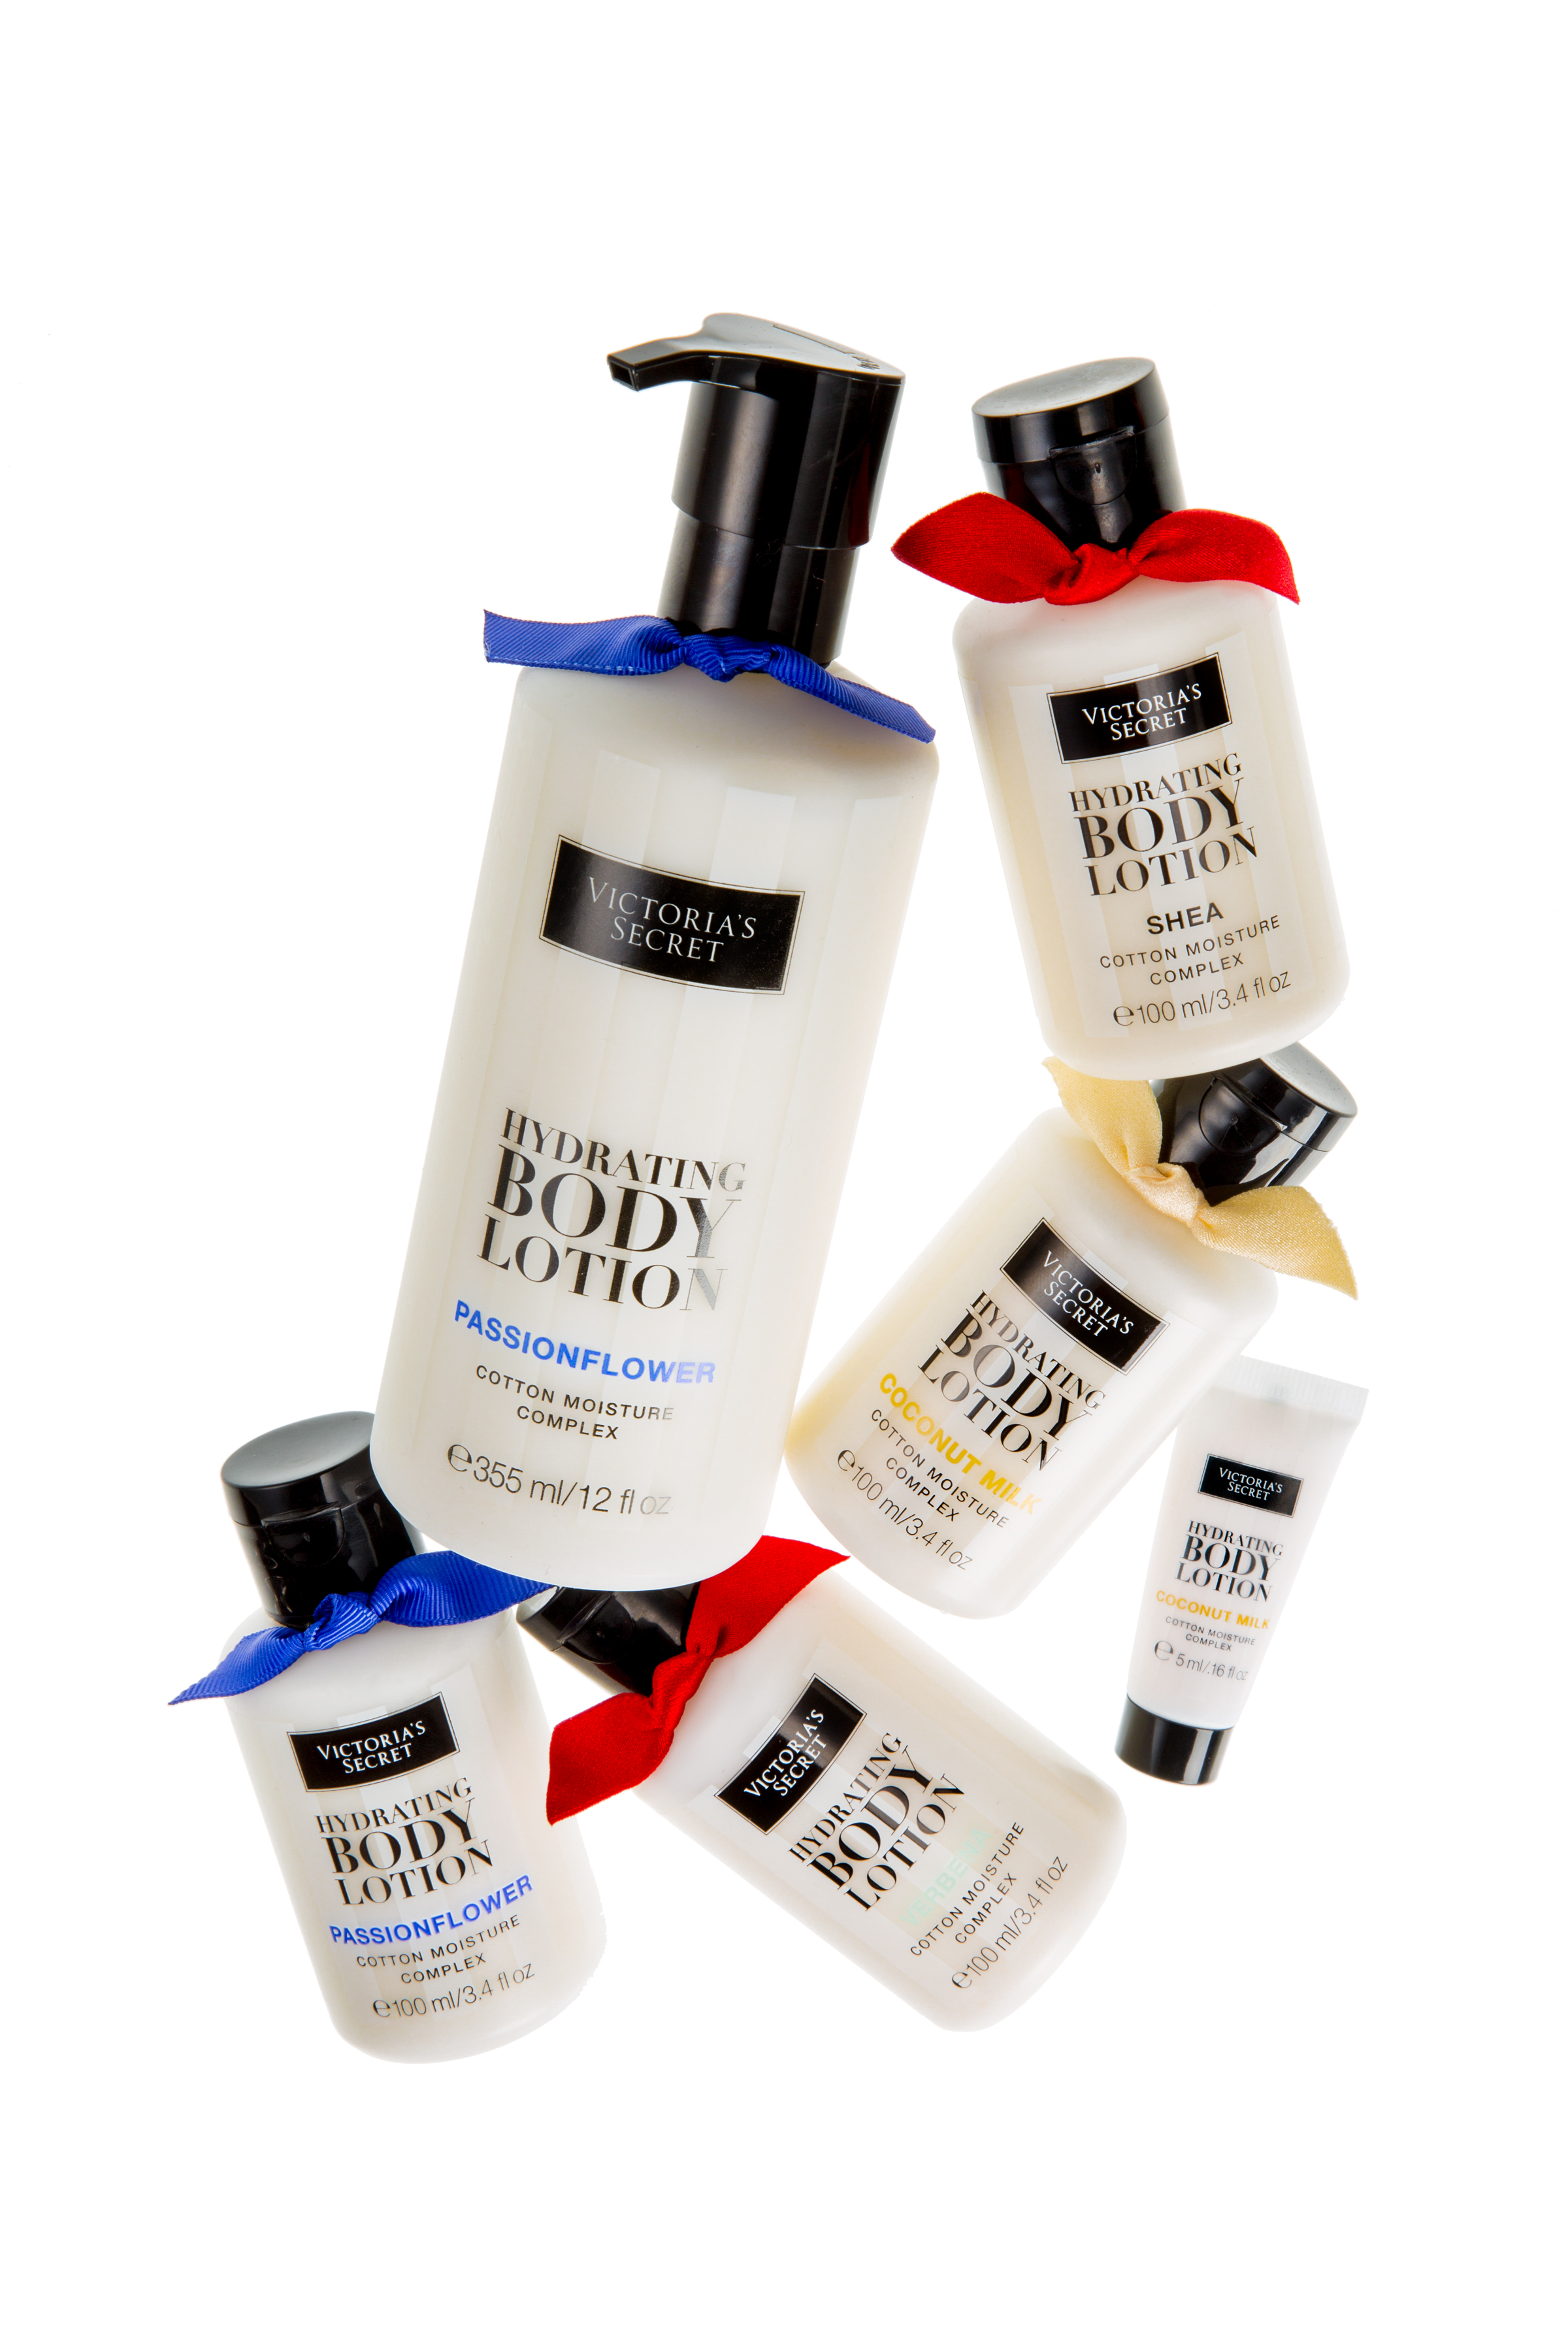 VICTORIA'S
SECRET
HYDRATING
BODY
LOTION
PASSIONFLOWER
COTTON MOISTURE
COMPLEX
℮355 ml/12 fl oz
VICTORIA'S
SECRET
HYDRATING
BODY
LOTION
SHEA
COTTON MOISTURE
COMPLEX
℮100 ml/3.4 fl oz
VICTORIA'S
SECRET
HYDRATING
BODY
LOTION
COCONUT MILK
COTTON MOISTURE
COMPLEX
℮100 ml/3.4 fl oz
VICTORIA'S
SECRET
HYDRATING
BODY
LOTION
COCONUT MILK
COTTON MOISTURE
COMPLEX
℮ 5 ml/.16 fl oz
VICTORIA'S
SECRET
HYDRATING
BODY
LOTION
PASSIONFLOWER
COTTON MOISTURE
COMPLEX
℮100 ml/3.4 fl oz
VICTORIA'S
SECRET
HYDRATING
BODY
LOTION
VERBENA
COTTON MOISTURE
COMPLEX
℮100 ml/3.4 fl oz